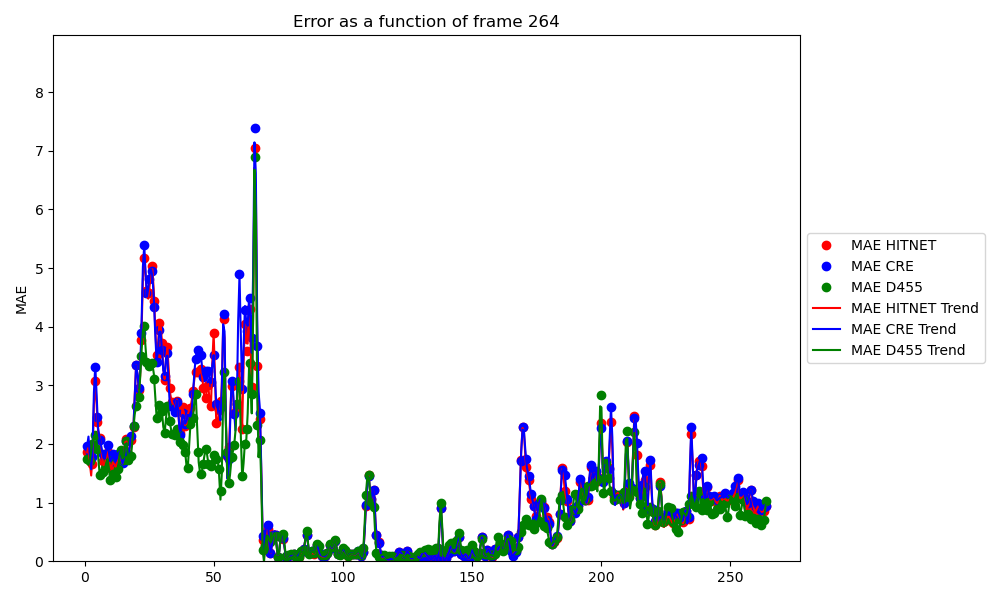 Error as a function of frame 264
MAE
8
7
6
5
4
3
2
1
0
0 50 100 150 200 250
MAE HITNET
MAE CRE
MAE D455
MAE HITNET Trend
MAE CRE Trend
MAE D455 Trend